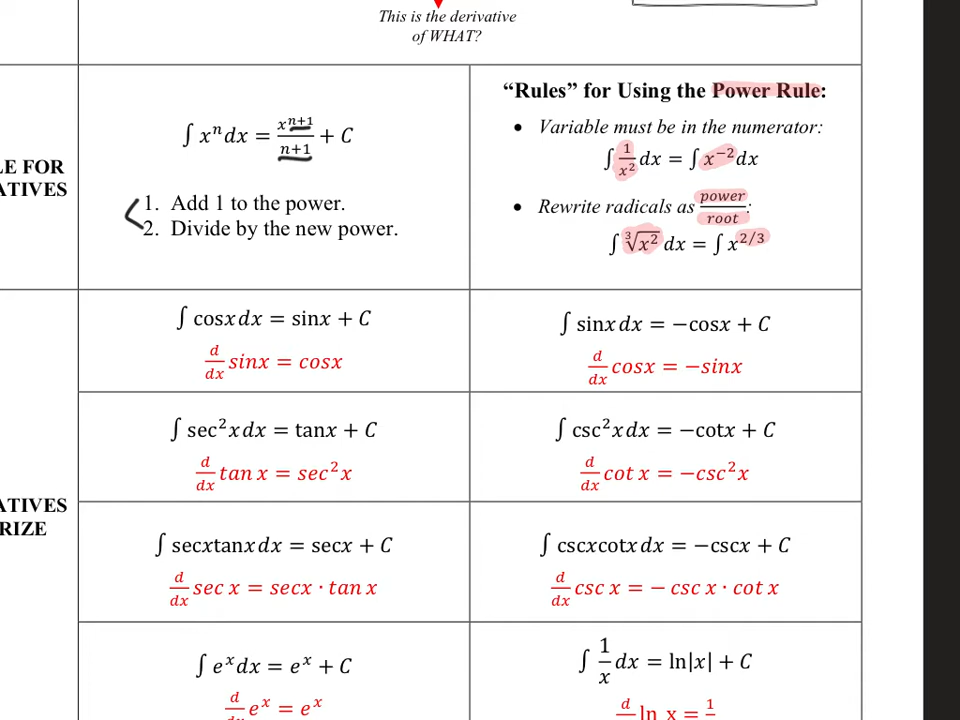 This is the derivative
of WHAT?
LE FOR
ATIVES
∫ xⁿdx = xⁿ⁺¹/n+1 + C
1. Add 1 to the power.
2. Divide by the new power.
“Rules” for Using the Power Rule:
• Variable must be in the numerator:
∫ 1/x² dx = ∫ x⁻² dx
• Rewrite radicals as power/root:
∫ ∛x² dx = ∫ x^2/3
ATIVES
RIZE
∫ cosx dx = sinx + C
d/dx sinx = cosx
∫ sinx dx = −cosx + C
d/dx cosx = −sinx
∫ sec²x dx = tanx + C
d/dx tan x = sec²x
∫ csc²x dx = −cotx + C
d/dx cot x = −csc²x
∫ secxtanx dx = secx + C
d/dx sec x = secx · tan x
∫ cscxcotx dx = −cscx + C
d/dx csc x = − csc x · cot x
∫ eˣdx = eˣ + C
d/dx eˣ = eˣ
∫ 1/x dx = ln|x| + C
d ln x = 1